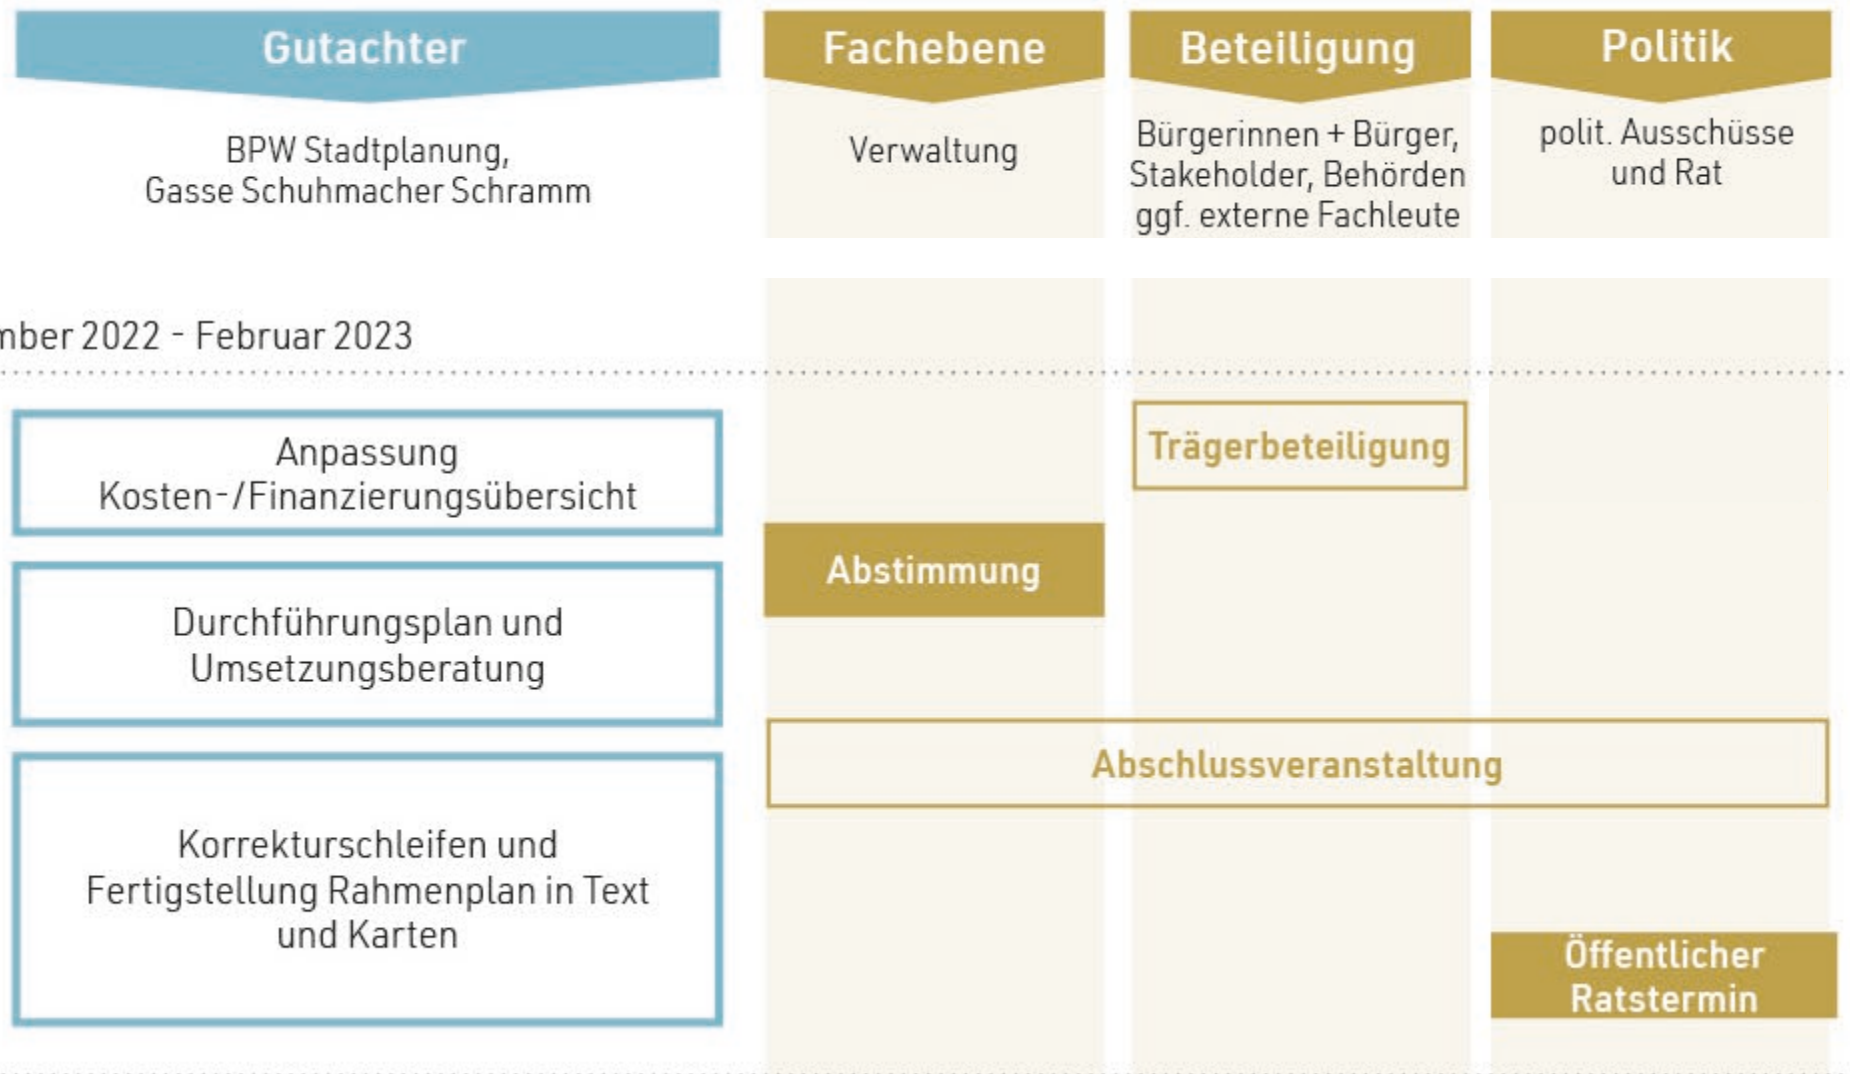 Gutachter
BPW Stadtplanung,
Gasse Schuhmacher Schramm
Fachebene
Verwaltung
Beteiligung
Bürgerinnen + Bürger,
Stakeholder, Behörden
ggf. externe Fachleute
Politik
polit. Ausschüsse
und Rat
2022 - Februar 2023
Anpassung
Kosten-/Finanzierungsübersicht
Trägerbeteiligung
Abstimmung
Durchführungsplan und
Umsetzungsberatung
Abschlussveranstaltung
Korrekturschleifen und
Fertigstellung Rahmenplan in Text
und Karten
Öffentlicher
Ratstermin